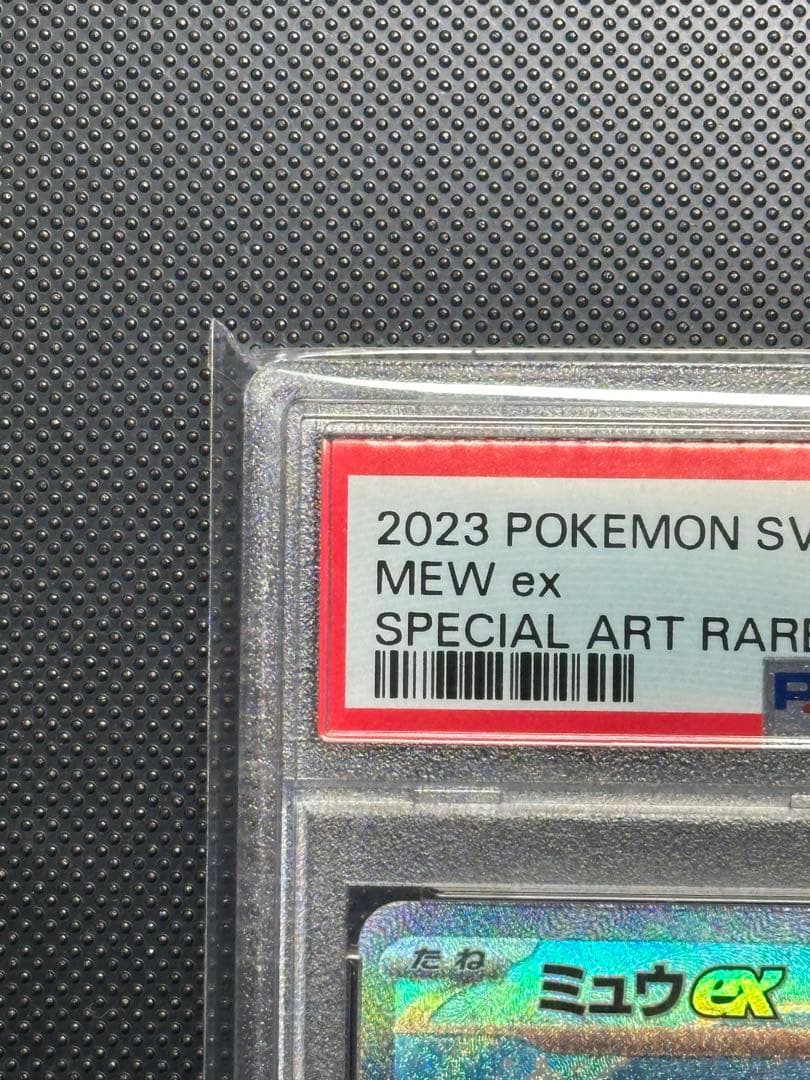 2023 POKEMON SV
MEW ex
SPECIAL ART RARE
たね
ミュウex